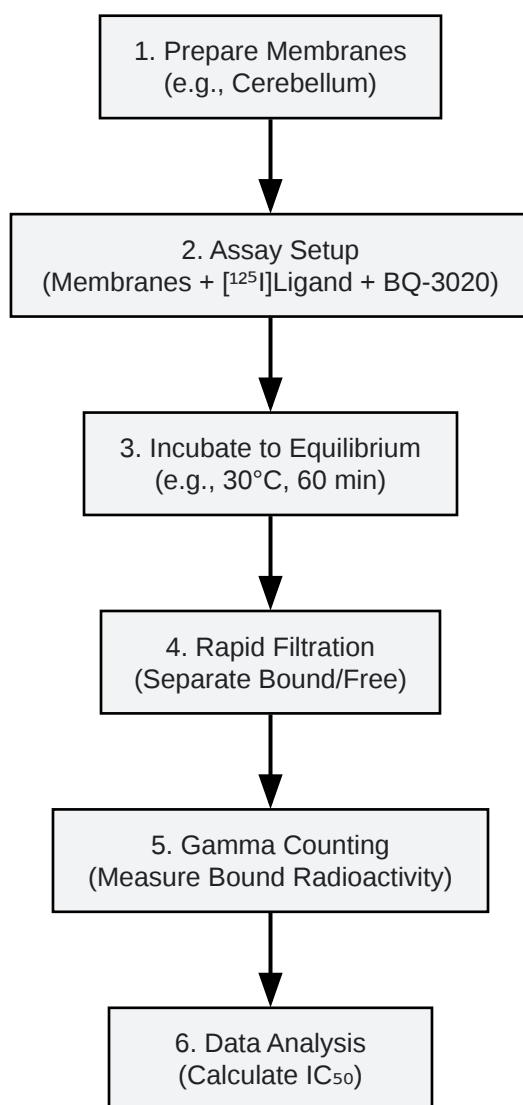 1. Prepare Membranes
(e.g., Cerebellum)
2. Assay Setup
(Membranes + [¹²⁵I]Ligand + BQ-3020)
3. Incubate to Equilibrium
(e.g., 30°C, 60 min)
4. Rapid Filtration
(Separate Bound/Free)
5. Gamma Counting
(Measure Bound Radioactivity)
6. Data Analysis
(Calculate IC₅₀)